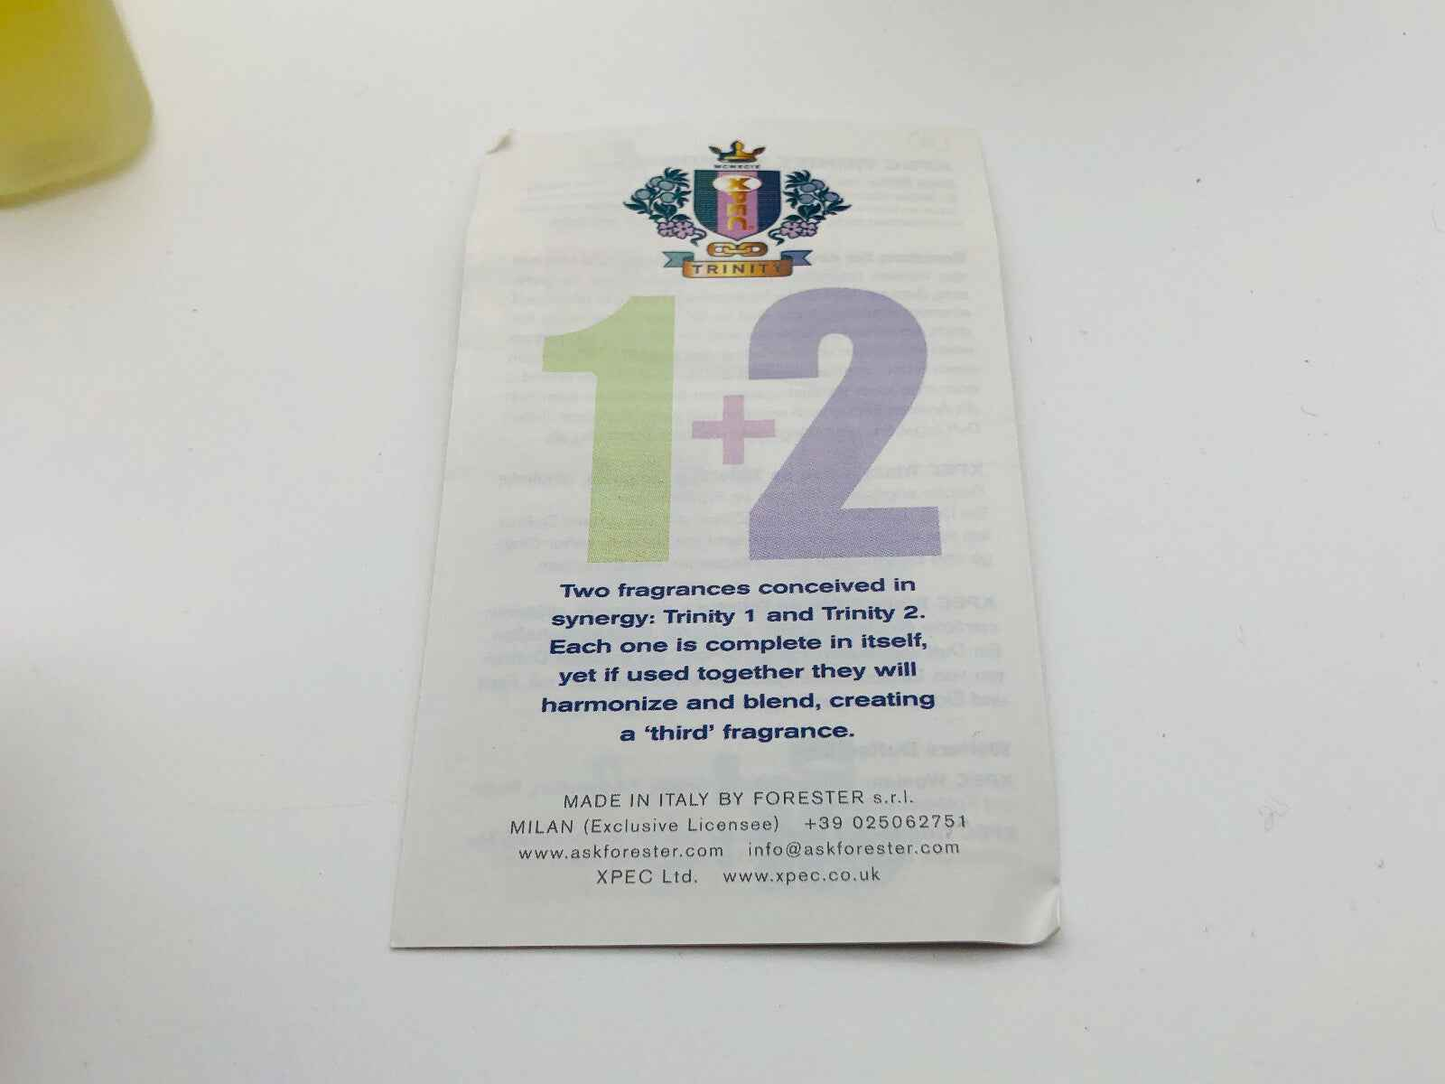 MCMXCIX
XPEC
TRINITY
1+2
Two fragrances conceived in
synergy: Trinity 1 and Trinity 2.
Each one is complete in itself,
yet if used together they will
harmonize and blend, creating
a ‘third’ fragrance.
MADE IN ITALY BY FORESTER s.r.l.
MILAN (Exclusive Licensee) +39 025062751
www.askforester.com info@askforester.com
XPEC Ltd. www.xpec.co.uk